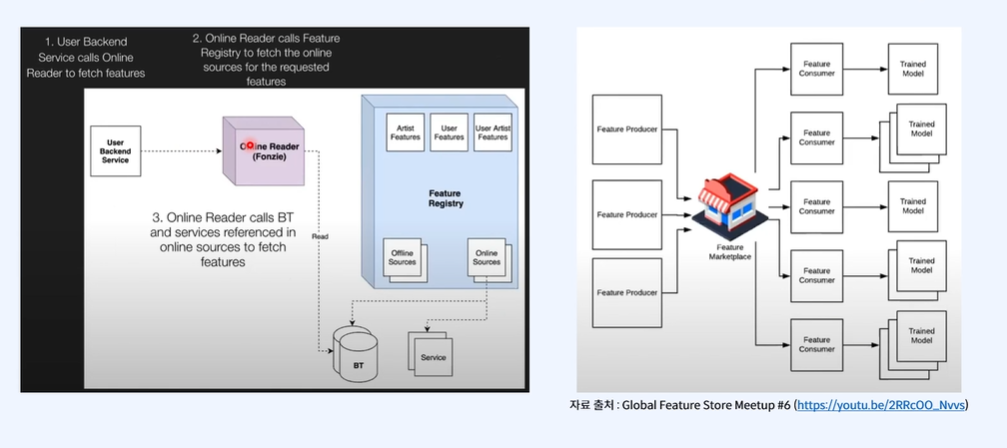 1. User Backend
Service calls Online
Reader to fetch features
2. Online Reader calls Feature
Registry to fetch the online
sources for the requested
features
User
Backend
Service
Online Reader
(Fonzie)
Artist
Features
User
Features
User Artist
Features
Feature
Registry
3. Online Reader calls BT
and services referenced in
online sources to fetch
features
Read
Offline
Sources
Online
Sources
BT
Service
Feature Producer
Feature Producer
Feature Producer
Feature
Marketplace
Feature
Consumer
Trained
Model
Feature
Consumer
Trained
Model
Feature
Consumer
Trained
Model
Feature
Consumer
Trained
Model
Feature
Consumer
Trained
Model
자료 출처 : Global Feature Store Meetup #6 (https://youtu.be/2RRcOO_Nvvs)